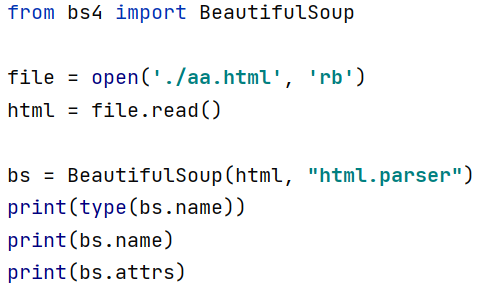 from bs4 import BeautifulSoup
file = open('./aa.html', 'rb')
html = file.read()
bs = BeautifulSoup(html, "html.parser")
print(type(bs.name))
print(bs.name)
print(bs.attrs)